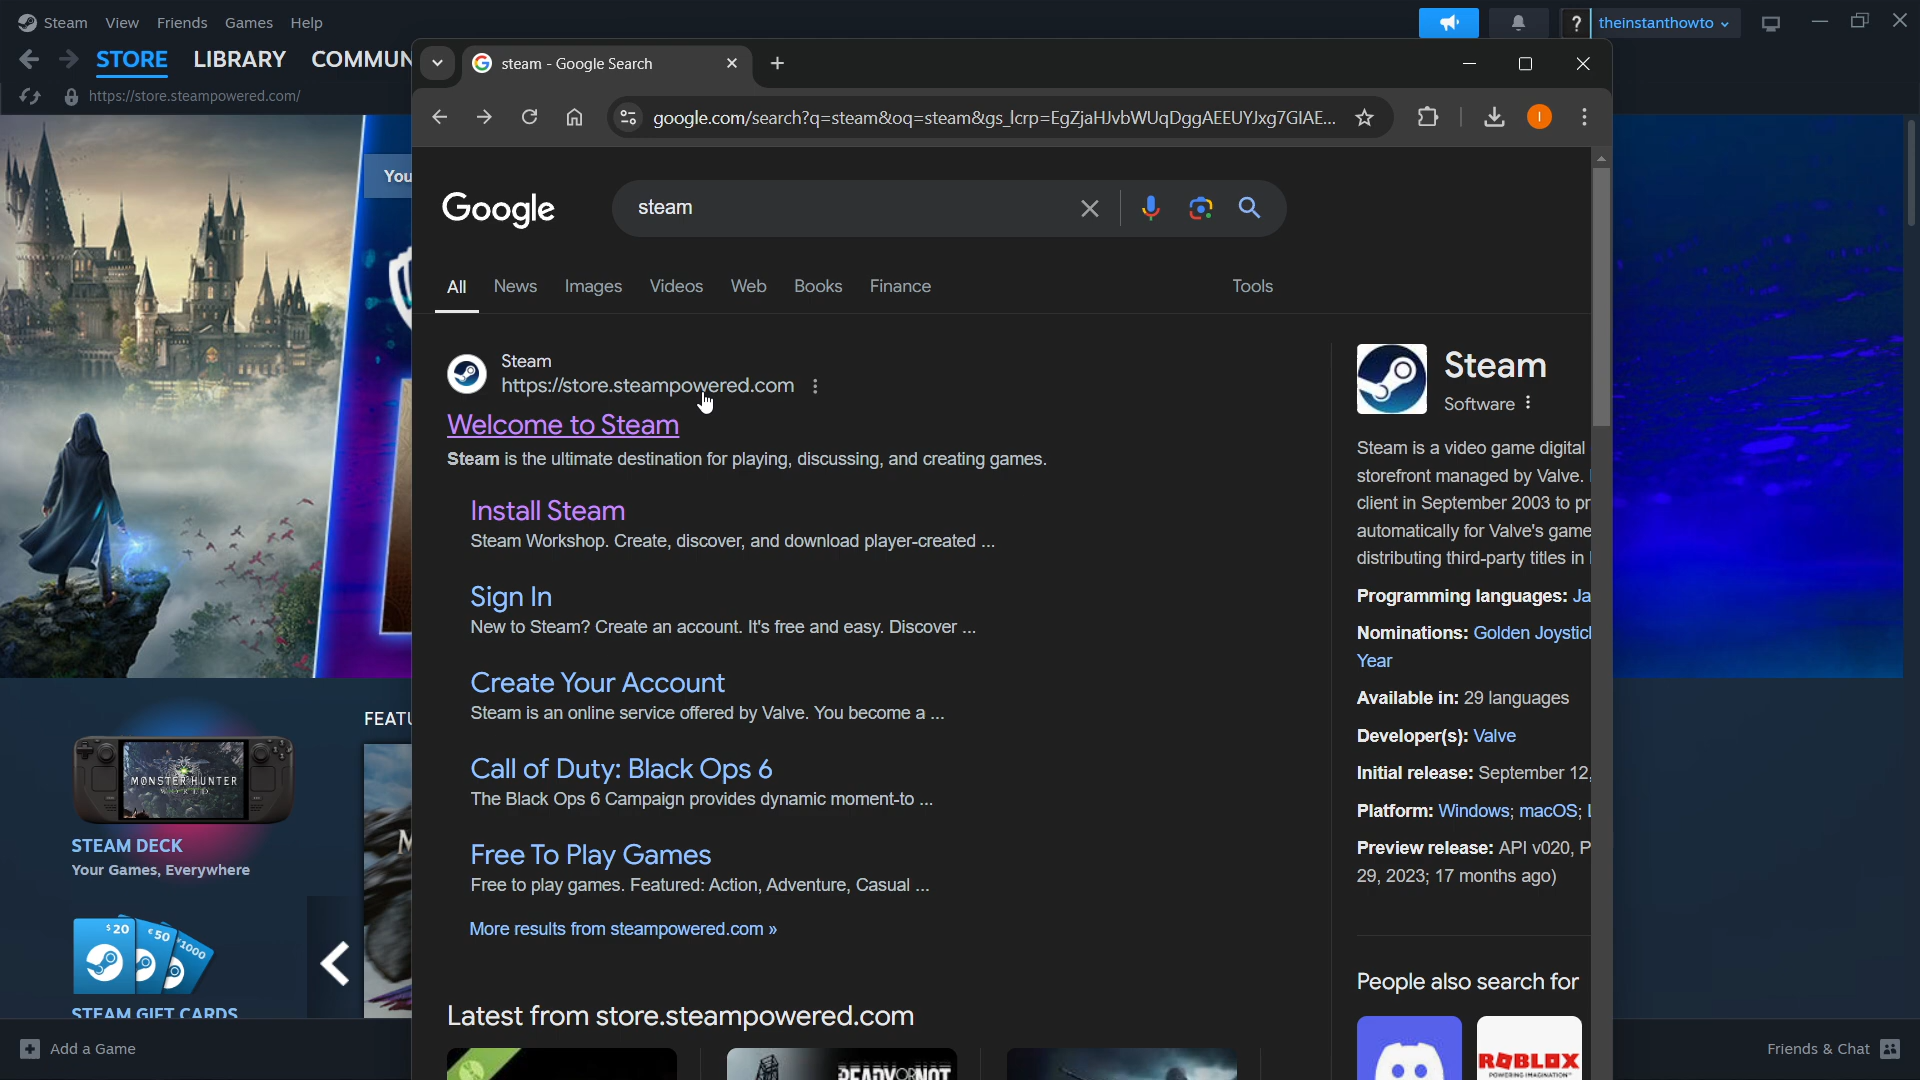 Steam View Friends Games Help
? theinstanthowto
STORE LIBRARY COMMUN
https://store.steampowered.com/
steam - Google Search
google.com/search?q=steam&oq=steam&gs_lcrp=EgZjaHJvbWUqDggAEEUYJxg7GIAE...
You
Google
steam
All News Images Videos Web Books Finance Tools
Steam
https://store.steampowered.com
Welcome to Steam
Steam is the ultimate destination for playing, discussing, and creating games.
Install Steam
Steam Workshop. Create, discover, and download player-created ...
Sign In
New to Steam? Create an account. It's free and easy. Discover ...
Create Your Account
Steam is an online service offered by Valve. You become a ...
Call of Duty: Black Ops 6
The Black Ops 6 Campaign provides dynamic moment-to ...
Free To Play Games
Free to play games. Featured: Action, Adventure, Casual ...
More results from steampowered.com »
Latest from store.steampowered.com
READY OR NOT
Steam
Software
Steam is a video game digital
storefront managed by Valve.
client in September 2003 to pr
automatically for Valve's game
distributing third-party titles in
Programming languages: Ja
Nominations: Golden Joystick
Year
Available in: 29 languages
Developer(s): Valve
Initial release: September 12,
Platform: Windows; macOS; L
Preview release: API v020, P
29, 2023; 17 months ago)
People also search for
ROBLOX
POWERING IMAGINATION
FEATU
MONSTER HUNTER
WORLD
STEAM DECK
Your Games, Everywhere
$20 €50 ¥1000
STEAM GIFT CARDS
Add a Game
Friends & Chat